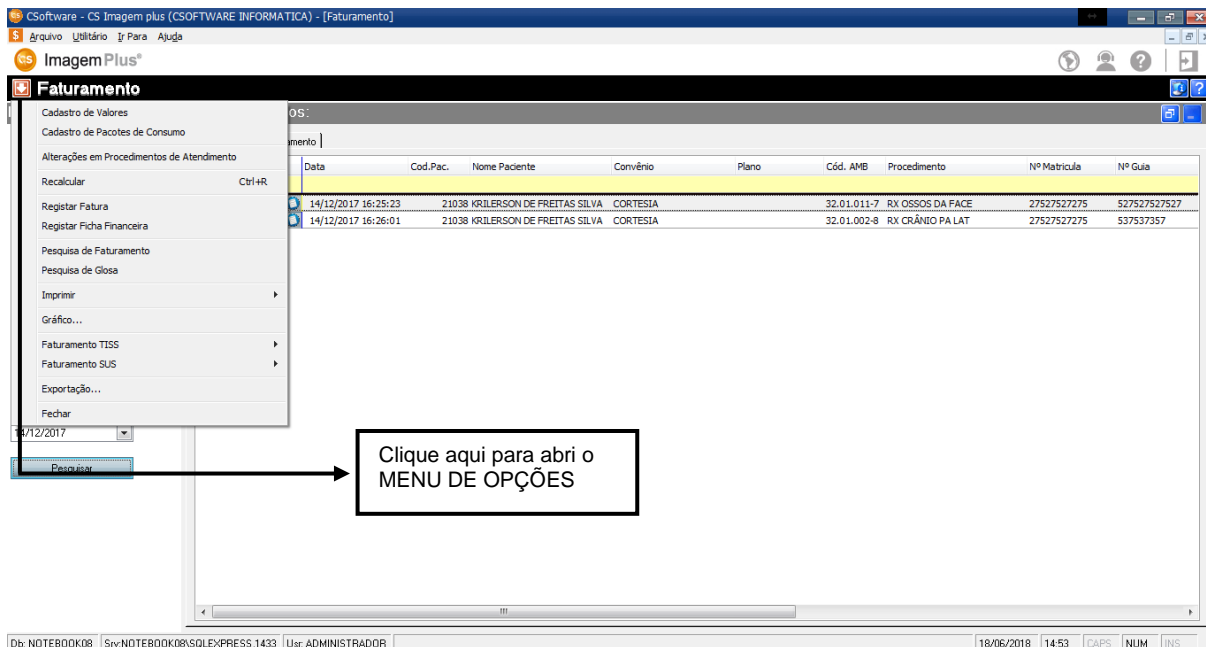 CSoftware - CS Imagem plus (CSOFTWARE INFORMATICA) - [Faturamento]
Arquivo Utilitário Ir Para Ajuda
cs ImagemPlus®
Faturamento
os:
Cadastro de Valores
Cadastro de Pacotes de Consumo
Alterações em Procedimentos de Atendimento
Recalcular Ctrl+R
Registar Fatura
Registar Ficha Financeira
Pesquisa de Faturamento
Pesquisa de Glosa
Imprimir
Gráfico...
Faturamento TISS
Faturamento SUS
Exportação...
Fechar
amento
Data Cod.Pac. Nome Paciente Convênio Plano Cód. AMB Procedimento Nº Matricula Nº Guia
14/12/2017 16:25:23 21038 KRILERSON DE FREITAS SILVA CORTESIA 32.01.011-7 RX OSSOS DA FACE 27527527275 527527527527
14/12/2017 16:26:01 21038 KRILERSON DE FREITAS SILVA CORTESIA 32.01.002-8 RX CRÂNIO PA LAT 27527527275 537537357
14/12/2017
Pesquisar
Clique aqui para abri o
MENU DE OPÇÕES
Db: NOTEBOOK08 Srv:NOTEBOOK08\SQLEXPRESS,1433 Usr: ADMINISTRADOR 18/06/2018 14:53 CAPS NUM INS